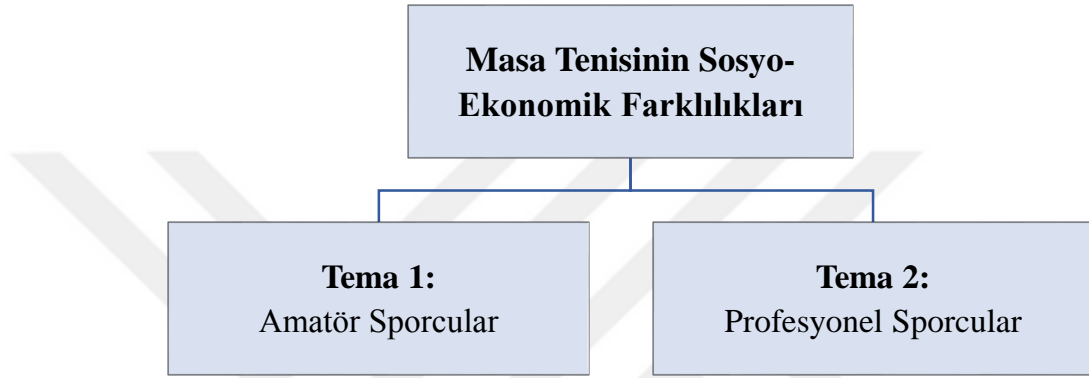 Masa Tenisinin Sosyo-
Ekonomik Farklılıkları
Tema 1:
Amatör Sporcular
Tema 2:
Profesyonel Sporcular